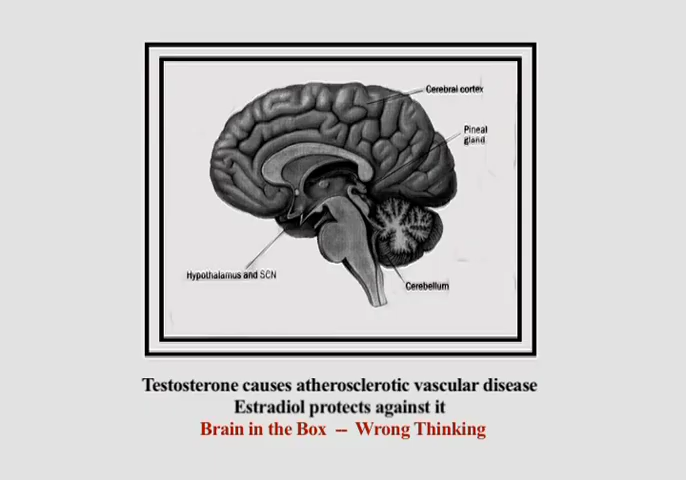 Cerebral cortex
Pineal
gland
Hypothalamus and SCN
Cerebellum
Testosterone causes atherosclerotic vascular disease
Estradiol protects against it
Brain in the Box -- Wrong Thinking